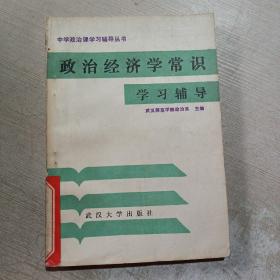 中学政治课学习辅导丛书
政治经济学常识
学习辅导
武汉师范学院政治系 主编
武汉大学出版社